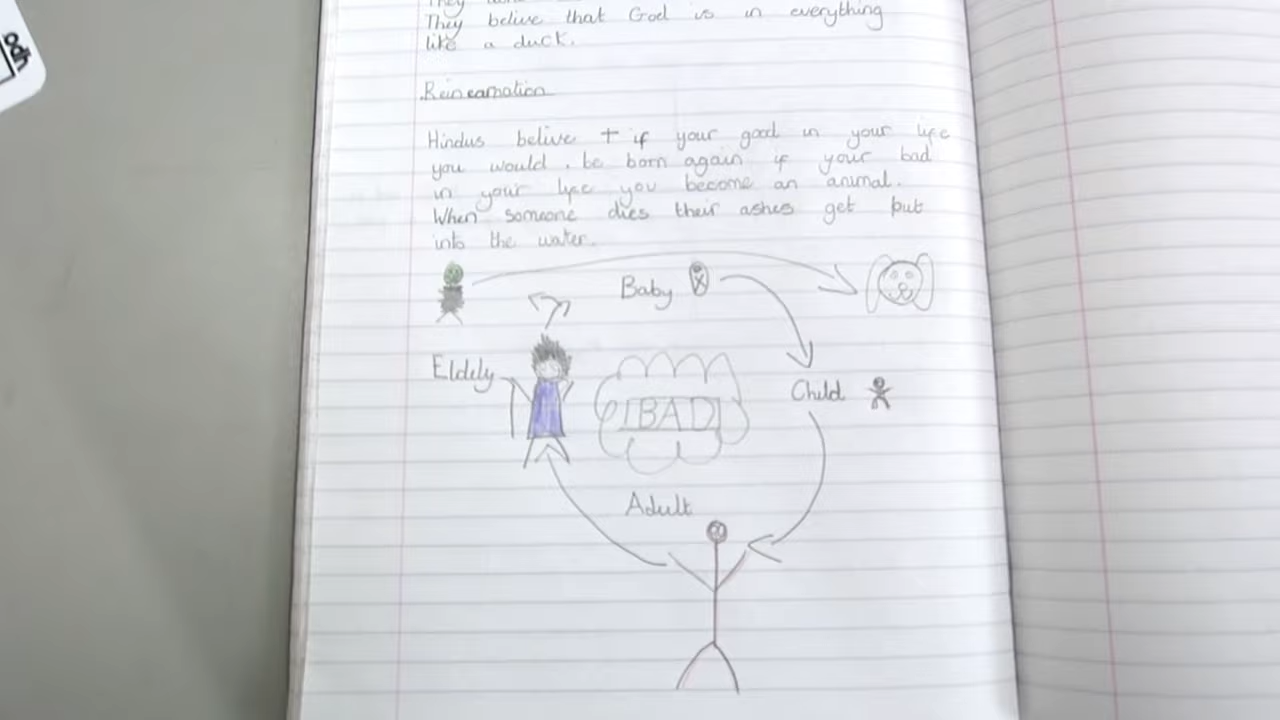 They
They belive that God is in everything
like a duck.
Reincarnation
Hindus belive + if your good in your life
you would . be born again if your bad
in your life you become an animal.
When someone dies their ashes get put
into the water.
Baby
Eldely
Child
BAD
Adult